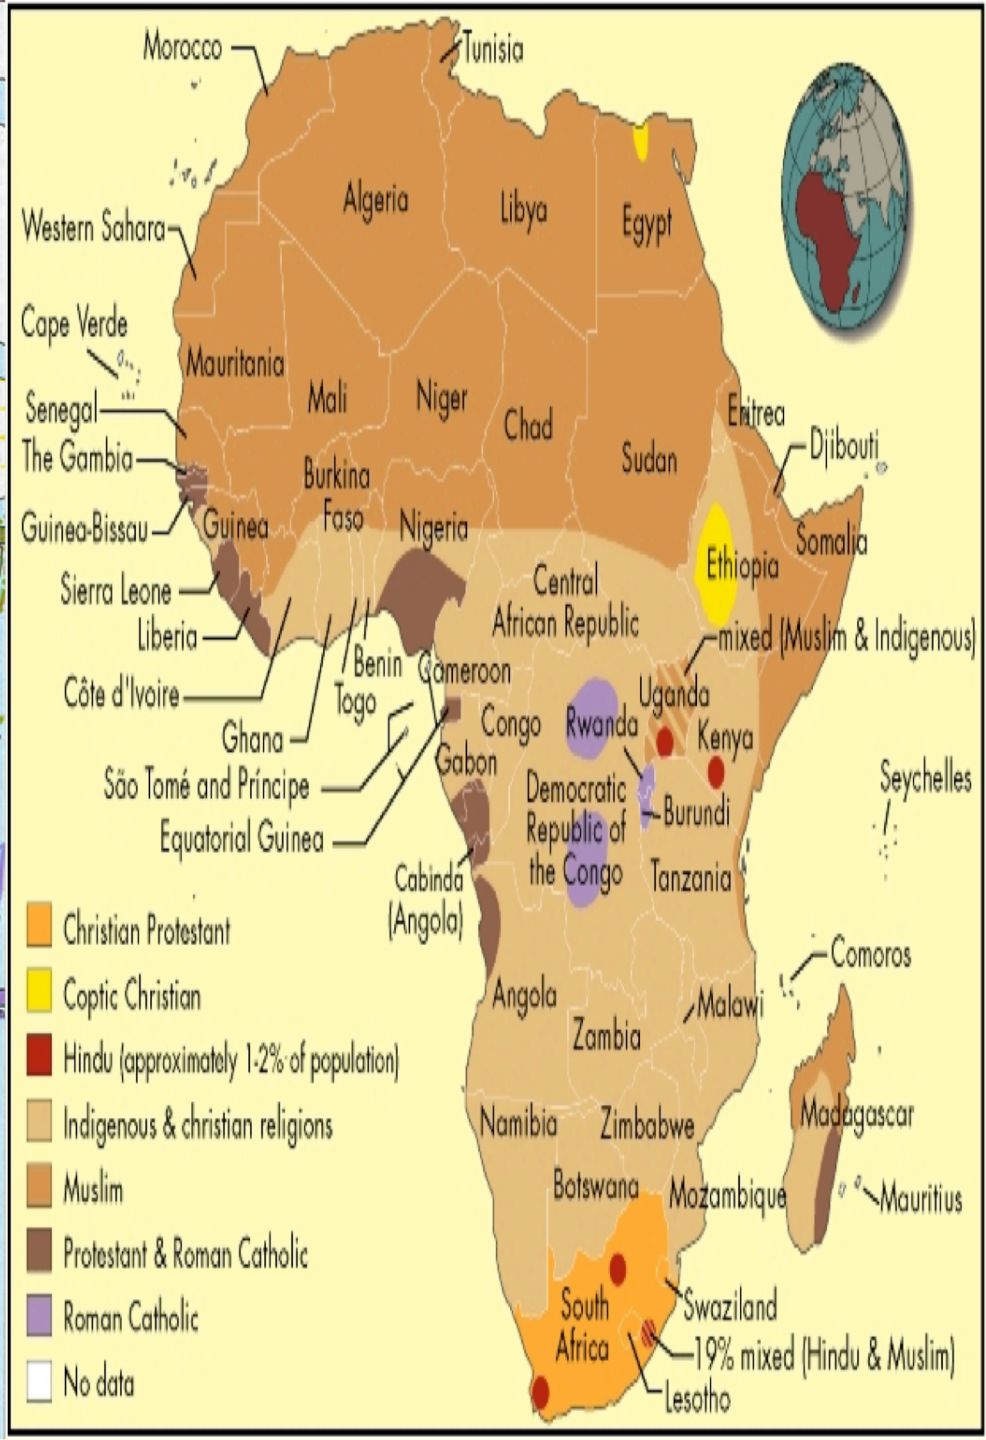 Morocco
Tunisia
Algeria
Libya
Egypt
Western Sahara
Cape Verde
Mauritania
Mali
Niger
Chad
Sudan
Eritrea
Djibouti
Senegal
The Gambia
Guinea-Bissau
Guinea
Burkina
Faso
Nigeria
Somalia
Ethiopia
Sierra Leone
Liberia
Central
African Republic
mixed (Muslim & Indigenous)
Côte d'Ivoire
Benin
Togo
Cameroon
Ghana
Congo
Rwanda
Uganda
Kenya
Gabon
São Tomé and Príncipe
Equatorial Guinea
Democratic
Republic of
the Congo
Burundi
Seychelles
Cabinda
(Angola)
Tanzania
Comoros
Angola
Zambia
Malawi
Madagascar
Namibia
Zimbabwe
Botswana
Mozambique
Mauritius
South
Africa
Swaziland
19% mixed (Hindu & Muslim)
Lesotho
Christian Protestant
Coptic Christian
Hindu (approximately 1-2% of population)
Indigenous & christian religions
Muslim
Protestant & Roman Catholic
Roman Catholic
No data